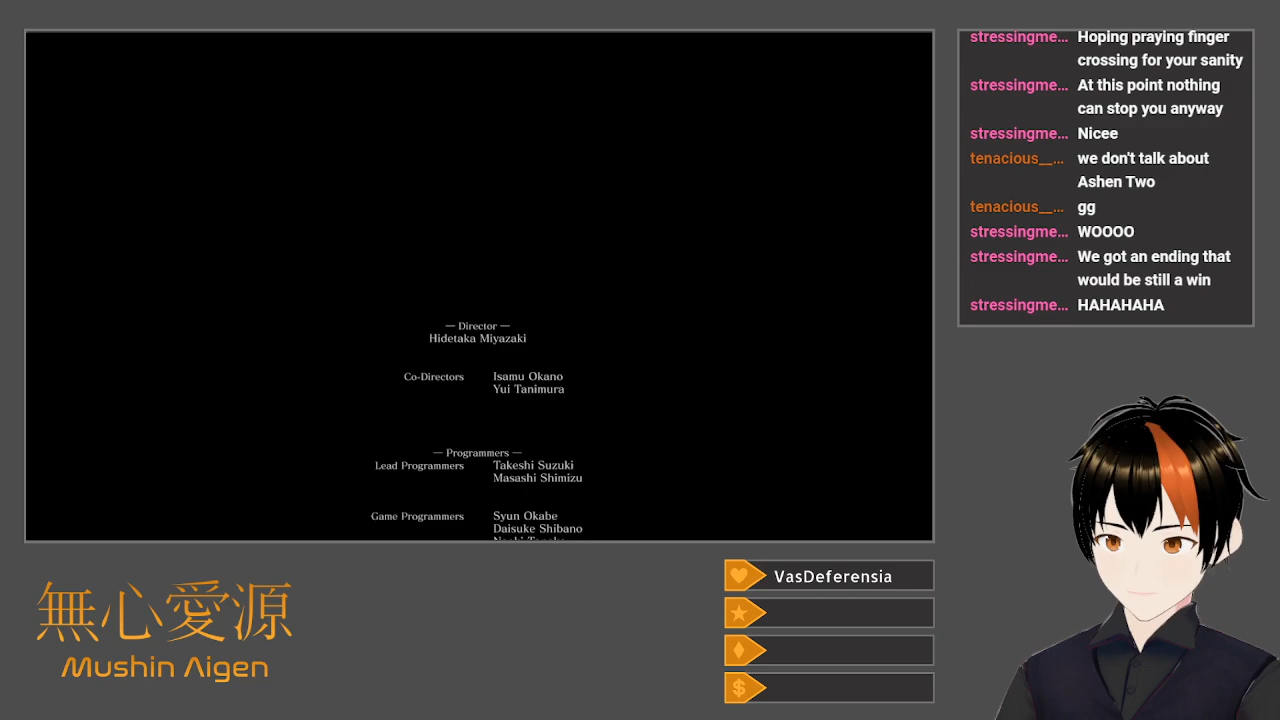 — Director —
Hidetaka Miyazaki
Co-Directors Isamu Okano
Yui Tanimura
— Programmers —
Lead Programmers Takeshi Suzuki
Masashi Shimizu
Game Programmers Syun Okabe
Daisuke Shibano
stressingme... Hoping praying finger
crossing for your sanity
stressingme... At this point nothing
can stop you anyway
stressingme... Nicee
tenacious__... we don't talk about
Ashen Two
tenacious__... gg
stressingme... WOOOO
stressingme... We got an ending that
would be still a win
stressingme... HAHAHAHA
無心愛源
Mushin Aigen
VasDeferensia
$